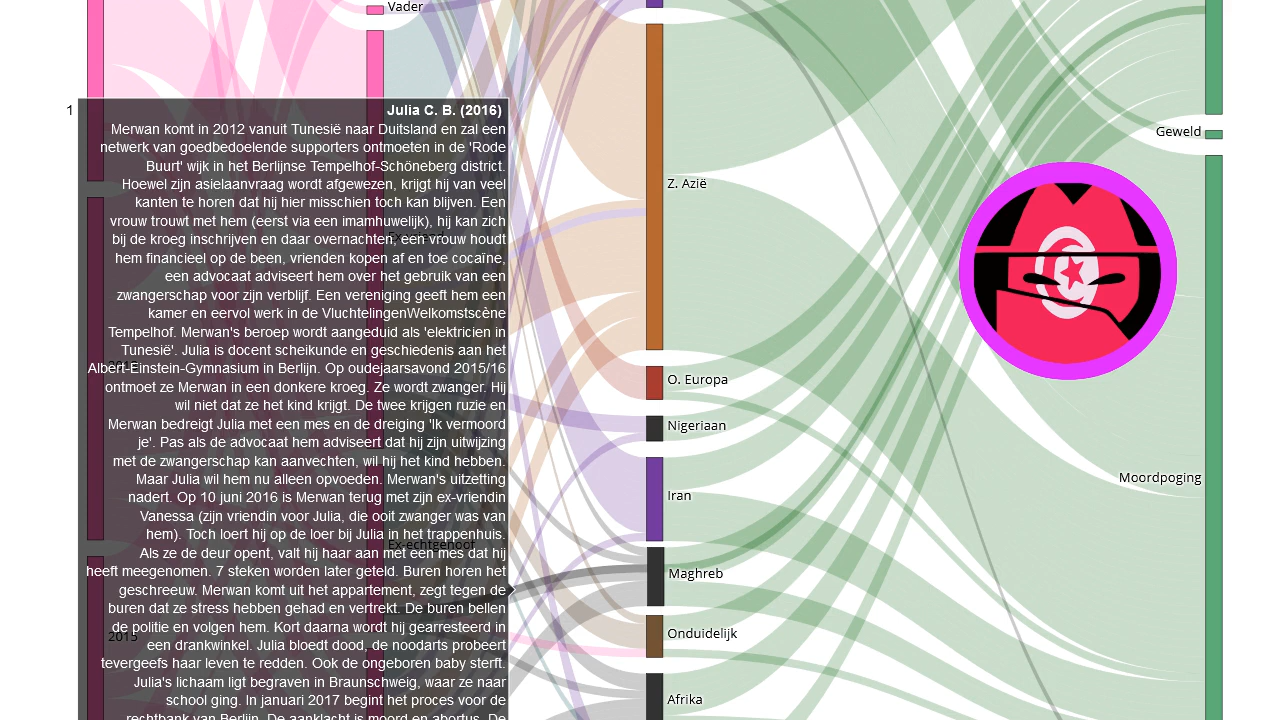 Vader
1
Julia C. B. (2016)
Merwan komt in 2012 vanuit Tunesië naar Duitsland en zal een
netwerk van goedbedoelende supporters ontmoeten in de 'Rode
Buurt' wijk in het Berlijnse Tempelhof-Schöneberg district.
Hoewel zijn asielaanvraag wordt afgewezen, krijgt hij van veel
kanten te horen dat hij hier misschien toch kan blijven. Een
vrouw trouwt met hem (eerst via een imamhuwelijk), hij kan zich
bij de kroeg inschrijven en daar overnachten, een vrouw houdt
hem financieel op de been, vrienden kopen af en toe cocaïne,
een advocaat adviseert hem over het gebruik van een
zwangerschap voor zijn verblijf. Een vereniging geeft hem een
kamer en eervol werk in de VluchtelingenWelkomstscène
Tempelhof. Merwan's beroep wordt aangeduid als 'elektricien in
Tunesië'. Julia is docent scheikunde en geschiedenis aan het
Albert-Einstein-Gymnasium in Berlijn. Op oudejaarsavond 2015/16
ontmoet ze Merwan in een donkere kroeg. Ze wordt zwanger. Hij
wil niet dat ze het kind krijgt. De twee krijgen ruzie en
Merwan bedreigt Julia met een mes en de dreiging 'Ik vermoord
je'. Pas als de advocaat hem adviseert dat hij zijn uitwijzing
met de zwangerschap kan aanvechten, wil hij het kind hebben.
Maar Julia wil hem nu alleen opvoeden. Merwan's uitzetting
nadert. Op 10 juni 2016 is Merwan terug met zijn ex-vriendin
Vanessa (zijn vriendin voor Julia, die ooit zwanger was van
hem). Toch loert hij op de loer bij Julia in het trappenhuis.
Als ze de deur opent, valt hij haar aan met een mes dat hij
heeft meegenomen. 7 steken worden later geteld. Buren horen het
geschreeuw. Merwan komt uit het appartement, zegt tegen de
buren dat ze stress hebben gehad en vertrekt. De buren bellen
de politie en volgen hem. Kort daarna wordt hij gearresteerd in
een drankwinkel. Julia bloedt dood, de noodarts probeert
tevergeefs haar leven te redden. Ook de ongeboren baby sterft.
Julia's lichaam ligt begraven in Braunschweig, waar ze naar
school ging. In januari 2017 begint het proces voor de
rechtbank van Berlijn. De aanklacht is moord en abortus. De
Ex-echtgenoot
2015
Z. Azië
O. Europa
Nigeriaan
Iran
Maghreb
Onduidelijk
Afrika
Geweld
Moordpoging